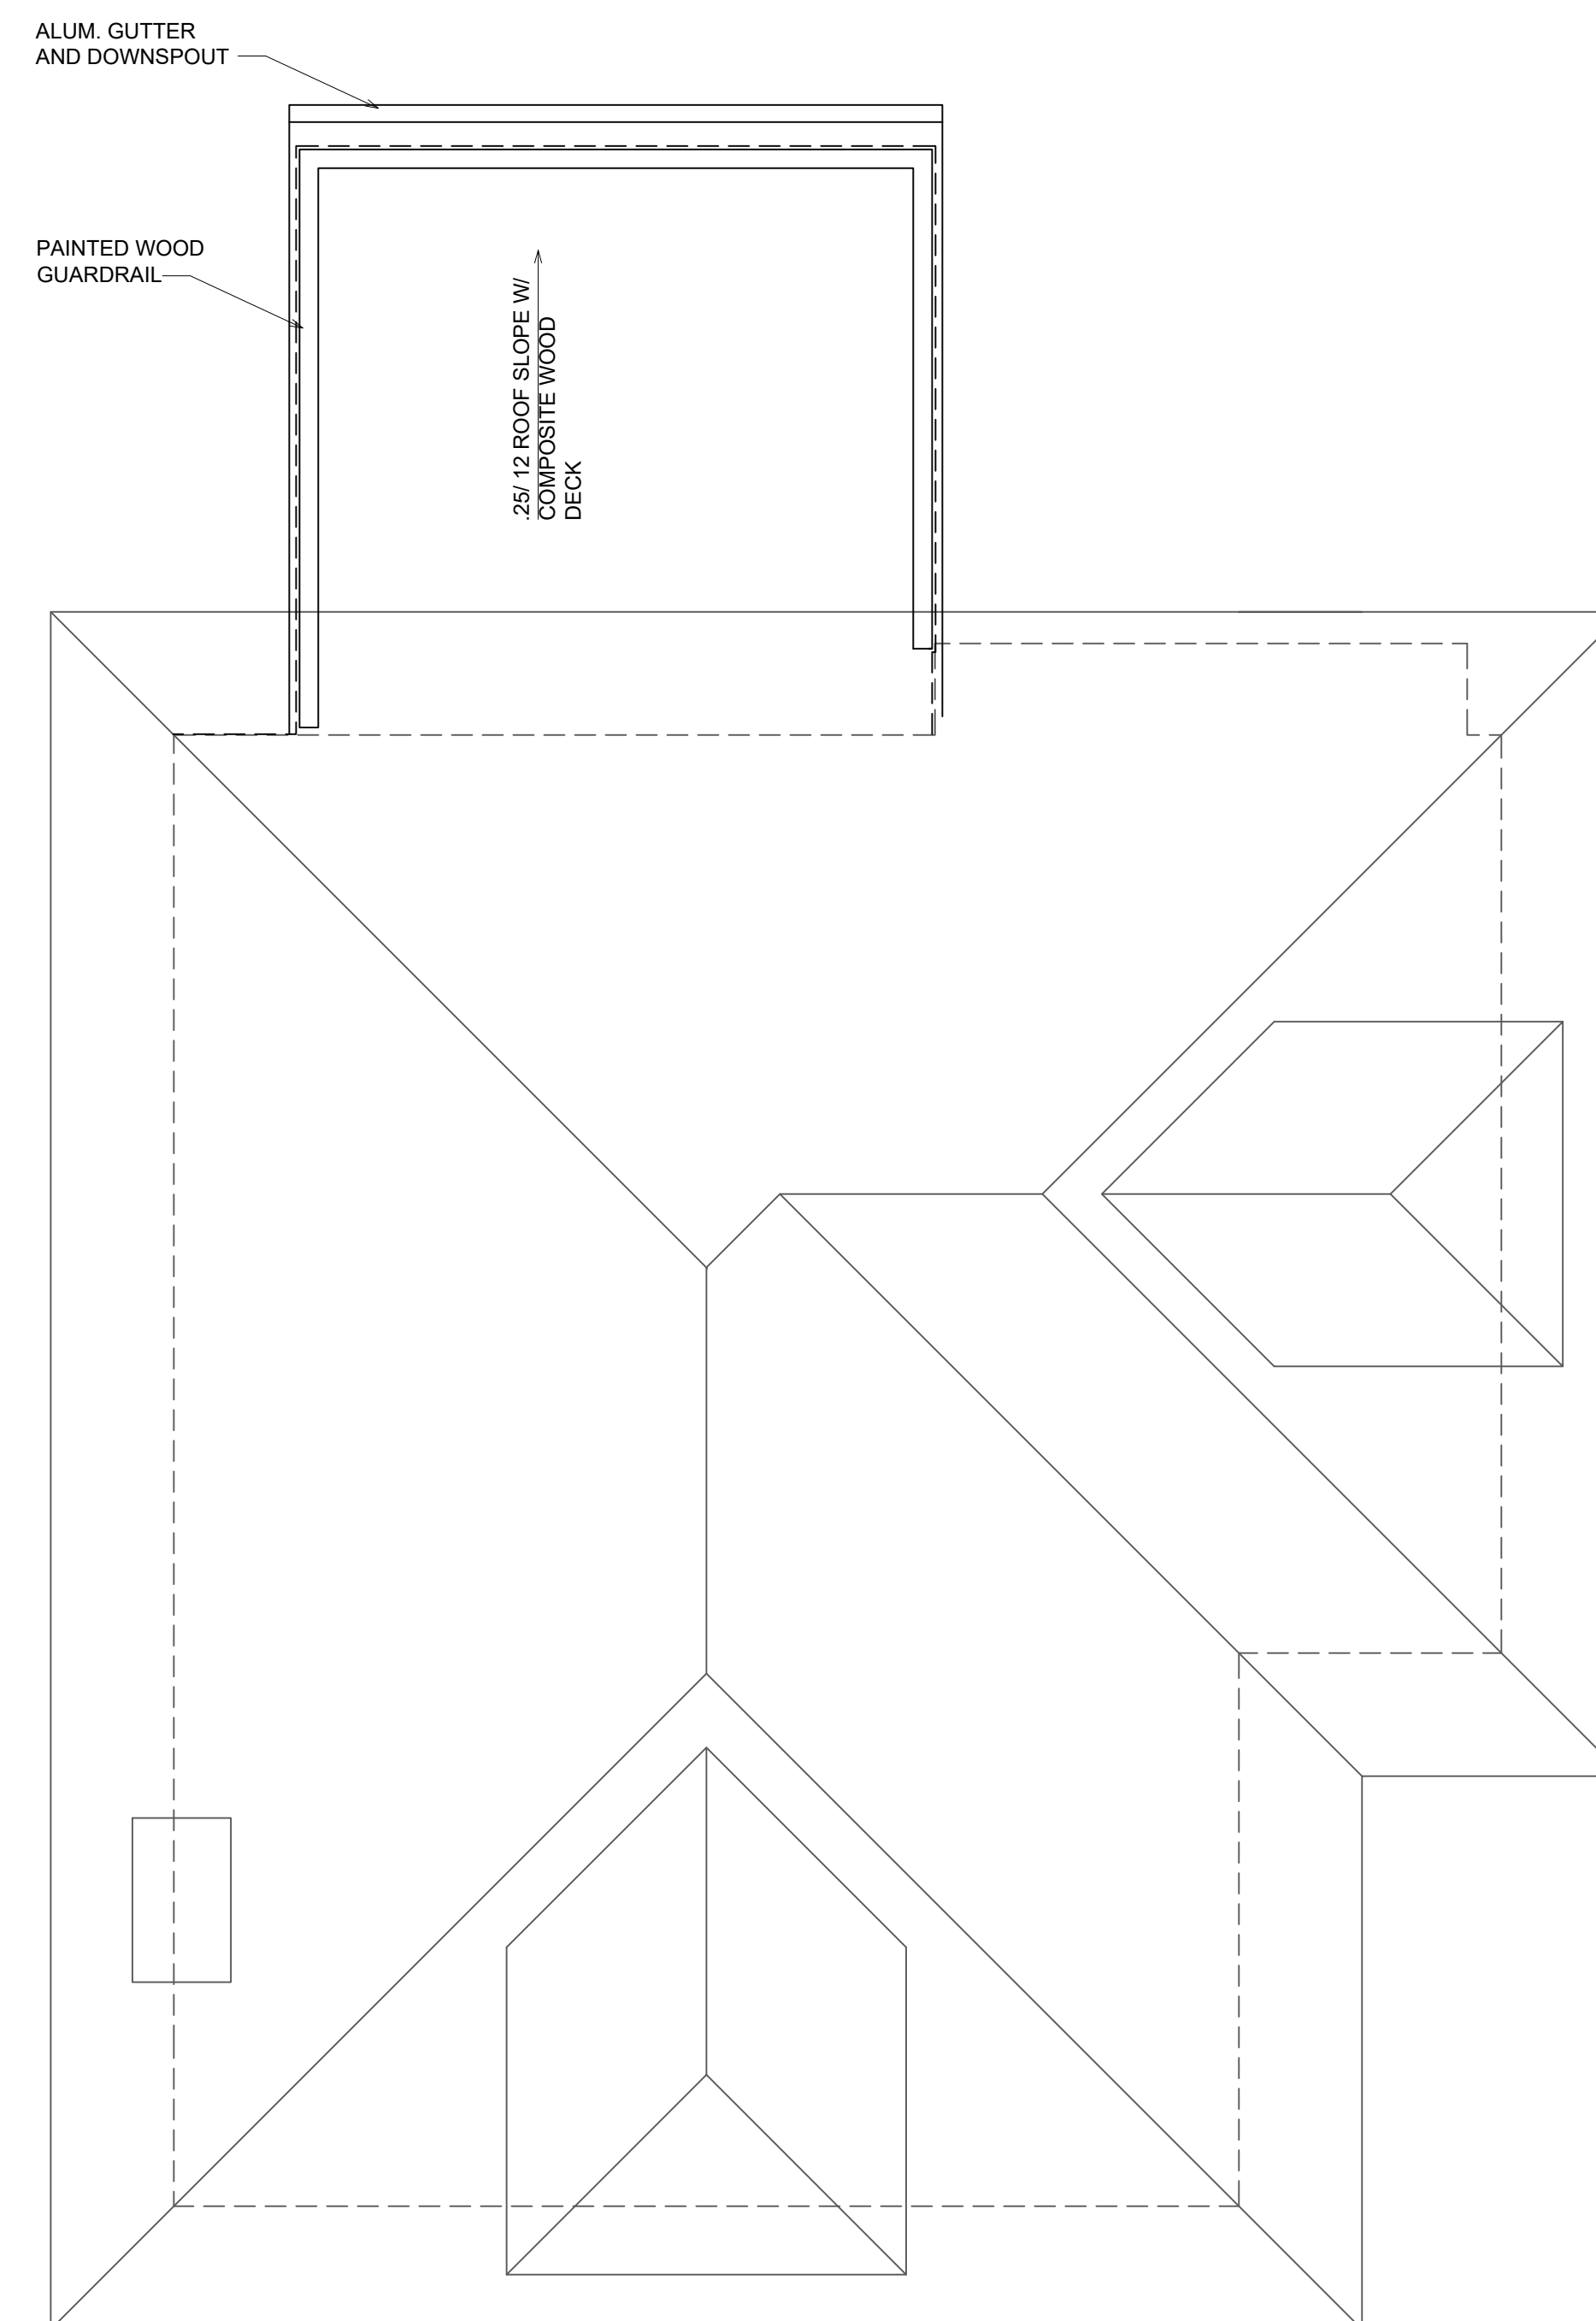 ALUM. GUTTER
AND DOWNSPOUT
PAINTED WOOD
GUARDRAIL
.25/ 12 ROOF SLOPE W/
COMPOSITE WOOD
DECK